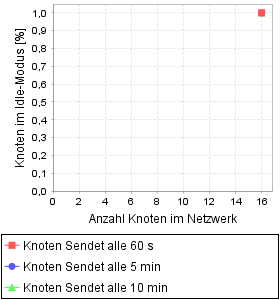 Knoten im Idle-Modus [%]
1,0
0,9
0,8
0,7
0,6
0,5
0,4
0,3
0,2
0,1
0,0
0 2 4 6 8 10 12 14 16
Anzahl Knoten im Netzwerk
Knoten Sendet alle 60 s
Knoten Sendet alle 5 min
Knoten Sendet alle 10 min